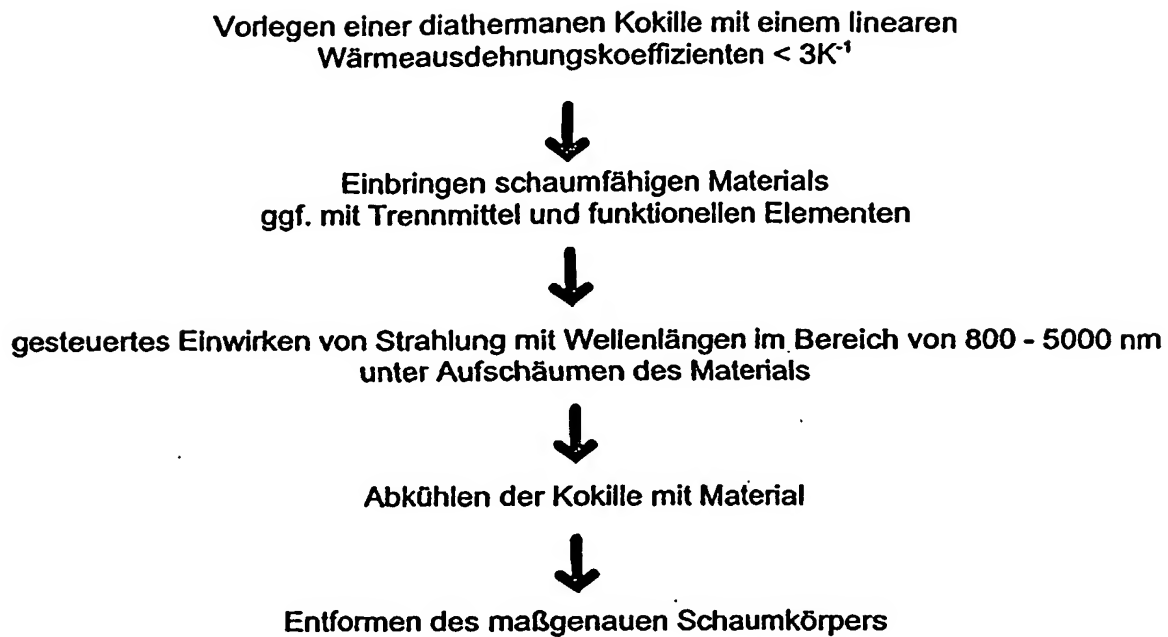 Vorlegen einer diathermanen Kokille mit einem linearen
Wärmeausdehnungskoeffizienten < 3K⁻¹
Einbringen schaumfähigen Materials
ggf. mit Trennmittel und funktionellen Elementen
gesteuertes Einwirken von Strahlung mit Wellenlängen im Bereich von 800 - 5000 nm
unter Aufschäumen des Materials
Abkühlen der Kokille mit Material
Entformen des maßgenauen Schaumkörpers